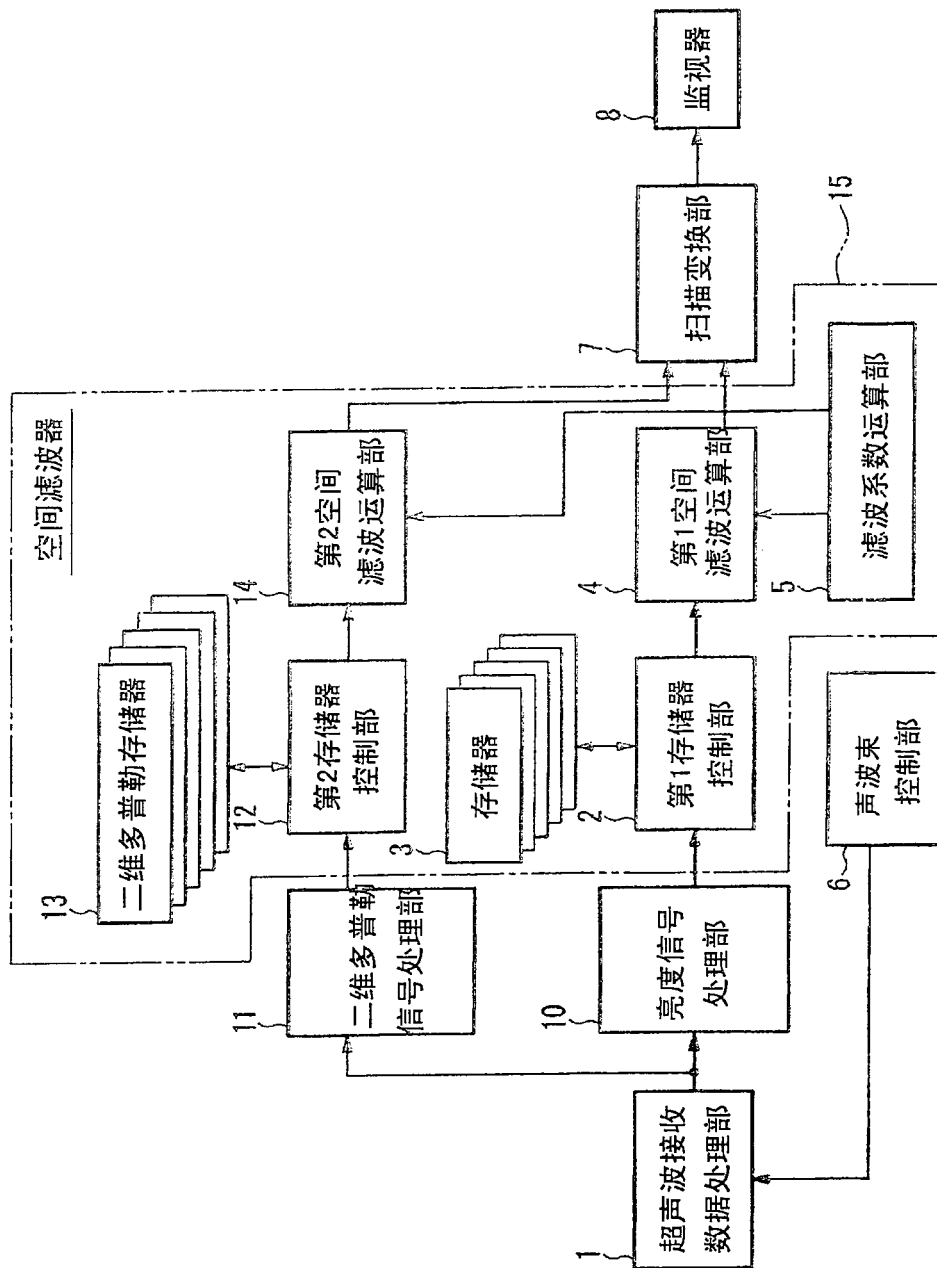 空间滤波器
13
二维多普勒存储器
14
第2空间
滤波运算部
12
第2存储器
控制部
11
二维多普勒
信号处理部
3
存储器
8
监视器
7
扫描变换部
15
4
第1空间
滤波运算部
2
第1存储器
控制部
10
亮度信号
处理部
1
超声波接收
数据处理部
5
滤波系数运算部
6
声波束
控制部